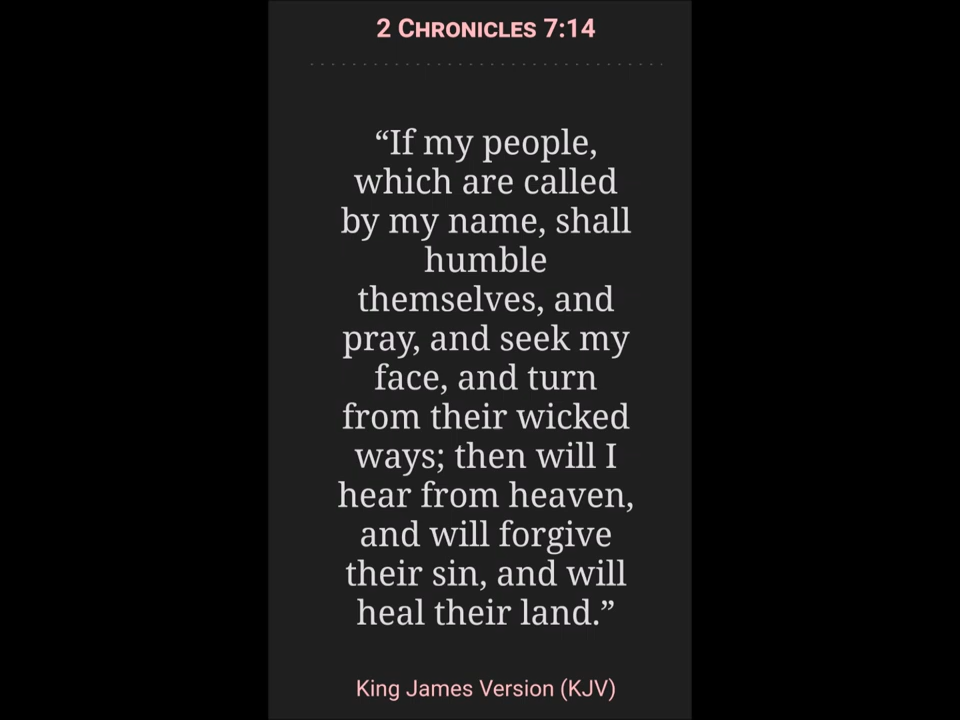 2 Chronicles 7:14
“If my people,
which are called
by my name, shall
humble
themselves, and
pray, and seek my
face, and turn
from their wicked
ways; then will I
hear from heaven,
and will forgive
their sin, and will
heal their land.”
King James Version (KJV)